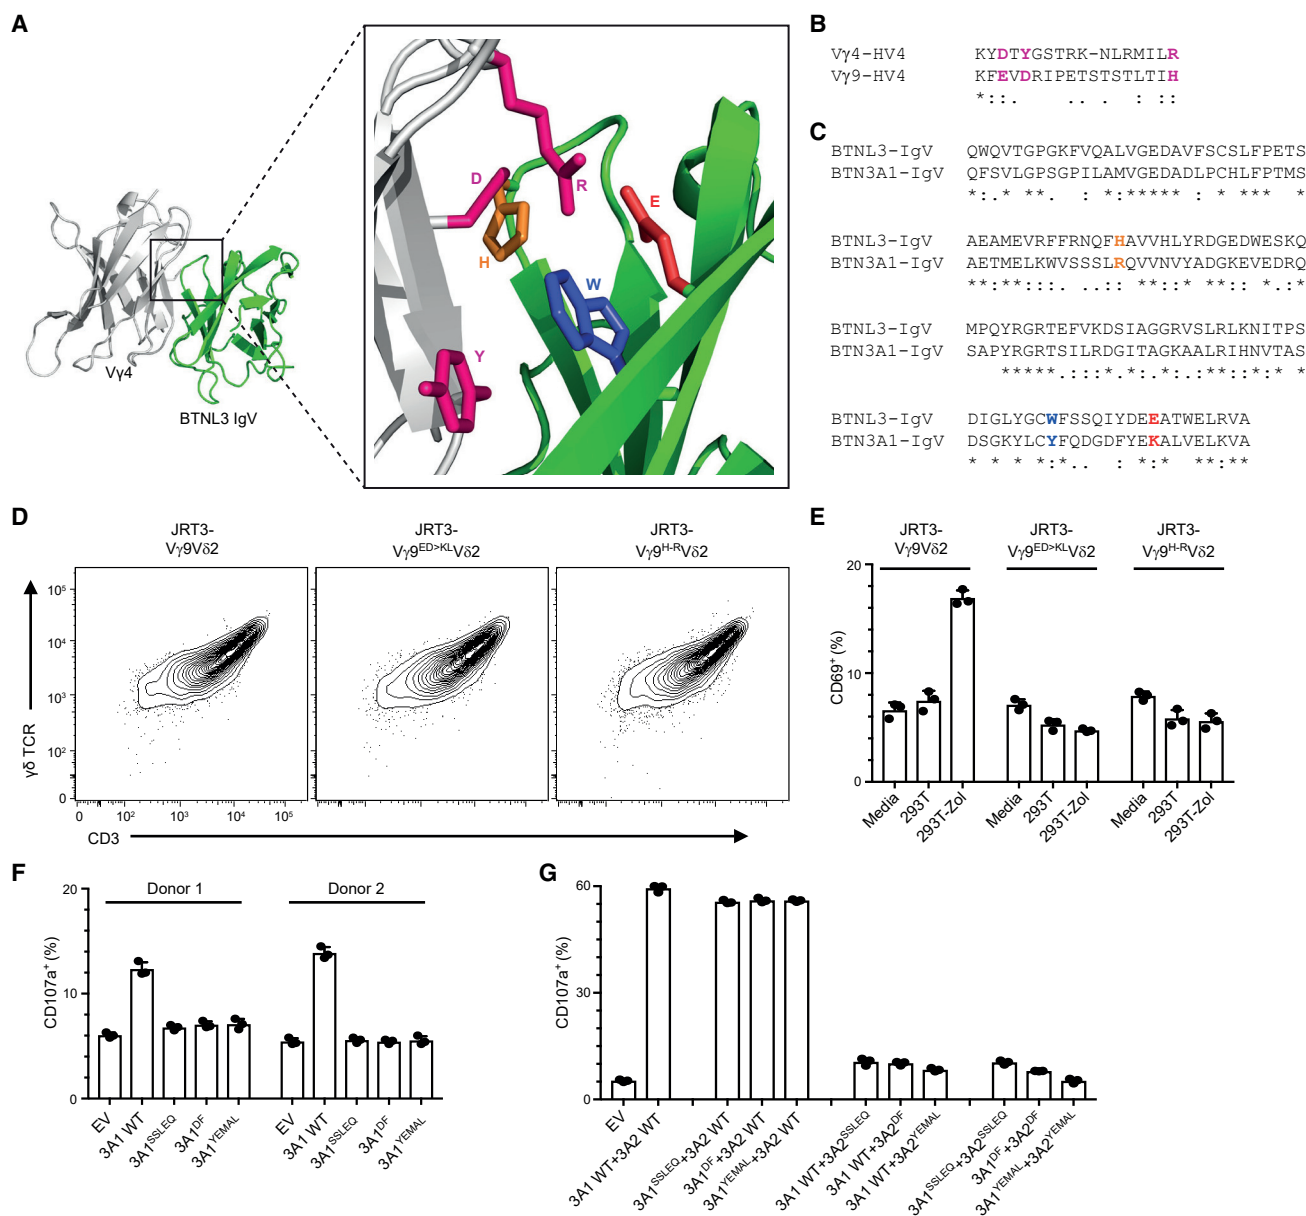 A
Vγ4
BTNL3 IgV
D
R
E
H
W
Y
B
Vγ4-HV4 KYDTYGSTRK-NLRMILR
Vγ9-HV4 KFEVDRIPETSTSTLTIH
*::. .. . : ::
C
BTNL3-IgV QWQVTGPGKFVQALVGEDAVFSCSLFPETS
BTN3A1-IgV QFSVLGPSGPILAMVGEDADLPCHLFPTMS
*:. * ** . : *:***** : *** *
BTNL3-IgV AEAMEVRFFRNQFHAVVHLYRDGEDWESKQ
BTN3A1-IgV AETMELKWVSSSLRQVVNVYADGKEVEDRQ
**:**:::. ..:: **::* **:: *.:*
BTNL3-IgV MPQYRGRTEFVKDSIAGGRVSLRLKNITPS
BTN3A1-IgV SAPYRGRTSILRDGITAGKAALRIHNVTAS
*****.:::*.*:.*:.:**::*:* *
BTNL3-IgV DIGLYGCWFSSQIYDEEATWELRVA
BTN3A1-IgV DSGKYLCYFQDGDFYEKALVELKVA
* * * *:*.. : *:* **:**
D
JRT3-
Vγ9Vδ2
JRT3-
Vγ9ED>KLVδ2
JRT3-
Vγ9H-RVδ2
γδ TCR
10⁵
10⁴
10³
10²
0
0 10² 10³ 10⁴ 10⁵
CD3
E
JRT3-
Vγ9Vδ2
JRT3-
Vγ9ED>KLVδ2
JRT3-
Vγ9H-RVδ2
CD69⁺ (%)
20
10
0
Media
293T
293T-Zol
Media
293T
293T-Zol
Media
293T
293T-Zol
F
Donor 1
Donor 2
CD107a⁺ (%)
20
10
0
EV
3A1 WT
3A1SSLEQ
3A1DF
3A1YEMAL
EV
3A1 WT
3A1SSLEQ
3A1DF
3A1YEMAL
G
CD107a⁺ (%)
60
30
0
EV
3A1 WT+3A2 WT
3A1SSLEQ+3A2 WT
3A1DF+3A2 WT
3A1YEMAL+3A2 WT
3A1 WT+3A2SSLEQ
3A1 WT+3A2DF
3A1 WT+3A2YEMAL
3A1SSLEQ+3A2SSLEQ
3A1DF+3A2DF
3A1YEMAL+3A2YEMAL